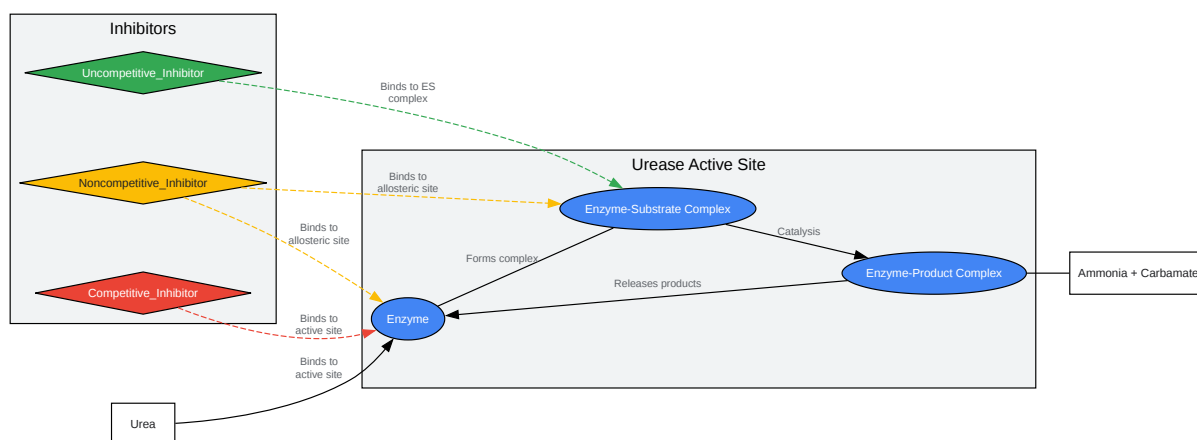 Inhibitors
Uncompetitive_Inhibitor
Binds to ES
complex
Urease Active Site
Noncompetitive_Inhibitor
Binds to
allosteric site
Enzyme-Substrate Complex
Binds to
allosteric site
Catalysis
Forms complex
Enzyme-Product Complex
Ammonia + Carbamate
Releases products
Competitive_Inhibitor
Binds to
active site
Enzyme
Binds to
active site
Urea